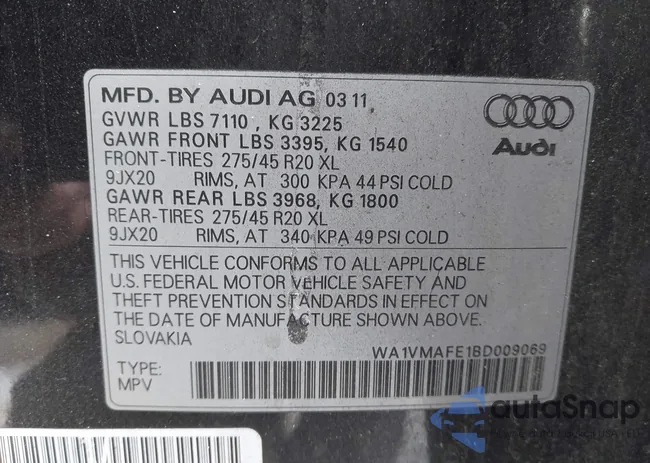 MFD. BY AUDI AG 03 11
GVWR LBS 7110 , KG 3225
GAWR FRONT LBS 3395, KG 1540
FRONT-TIRES 275/45 R20 XL
9JX20 RIMS, AT 300 KPA 44 PSI COLD
GAWR REAR LBS 3968, KG 1800
REAR-TIRES 275/45 R20 XL
9JX20 RIMS, AT 340 KPA 49 PSI COLD
Audi
THIS VEHICLE CONFORMS TO ALL APPLICABLE
U.S. FEDERAL MOTOR VEHICLE SAFETY AND
THEFT PREVENTION STANDARDS IN EFFECT ON
THE DATE OF MANUFACTURE SHOWN ABOVE.
SLOVAKIA
WA1VMAFE1BD009069
TYPE:
MPV
autoSnap